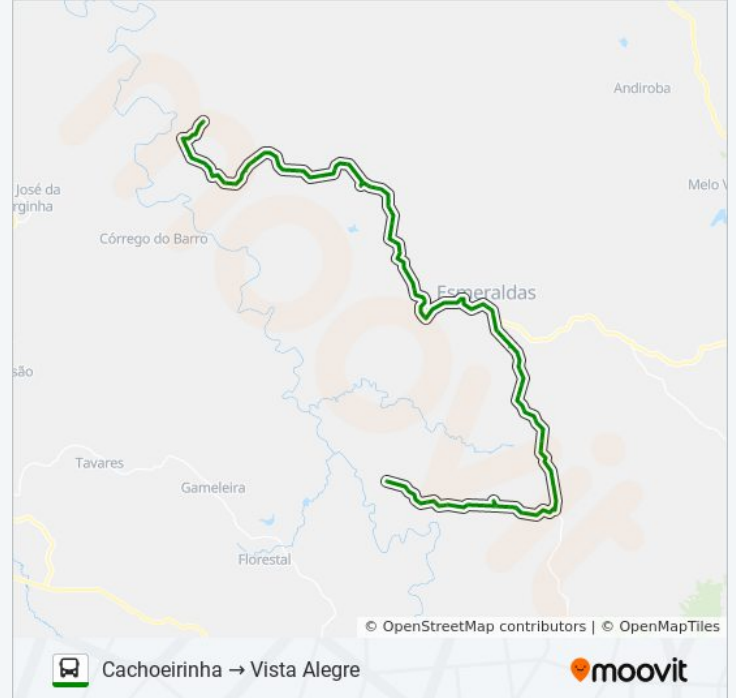 Andiroba
Melo V
José da
rginha
Córrego do Barro
Esmeraldas
são
Tavares
Gameleira
Florestal
moovit
© OpenStreetMap contributors | © OpenMapTiles
Cachoeirinha → Vista Alegre
moovit